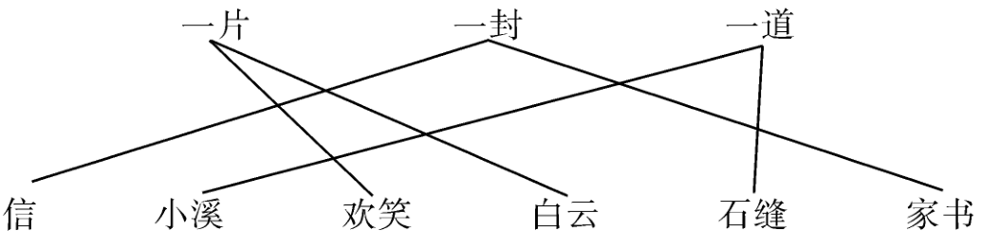 一片 一封 一道
信 小溪 欢笑 白云 石缝 家书